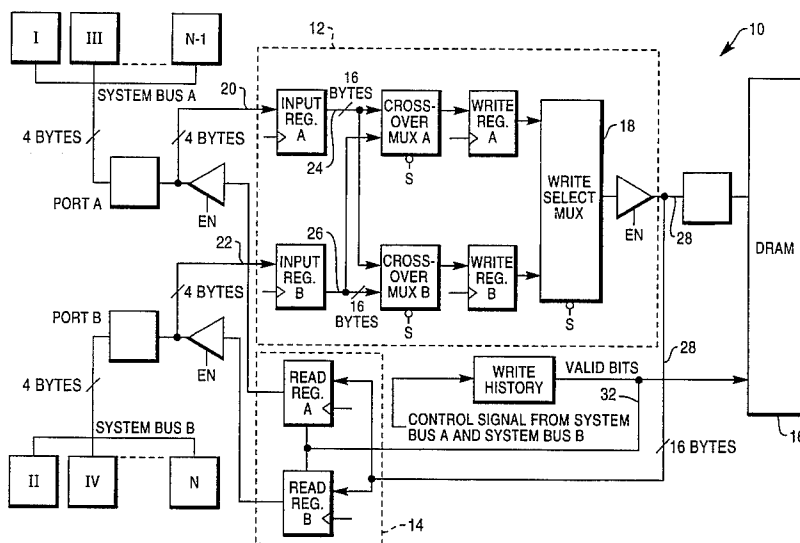 I
III
N-1
12
10
SYSTEM BUS A
20
INPUT REG. A
16 BYTES
CROSS-OVER MUX A
WRITE REG. A
18
4 BYTES
4 BYTES
24
S
WRITE SELECT MUX
PORT A
EN
EN
28
DRAM
22
26
INPUT REG. B
CROSS-OVER MUX B
WRITE REG. B
4 BYTES
16 BYTES
S
S
PORT B
EN
4 BYTES
28
READ REG. A
WRITE HISTORY
VALID BITS
32
CONTROL SIGNAL FROM SYSTEM
BUS A AND SYSTEM BUS B
16
SYSTEM BUS B
16 BYTES
II
IV
N
READ REG. B
14